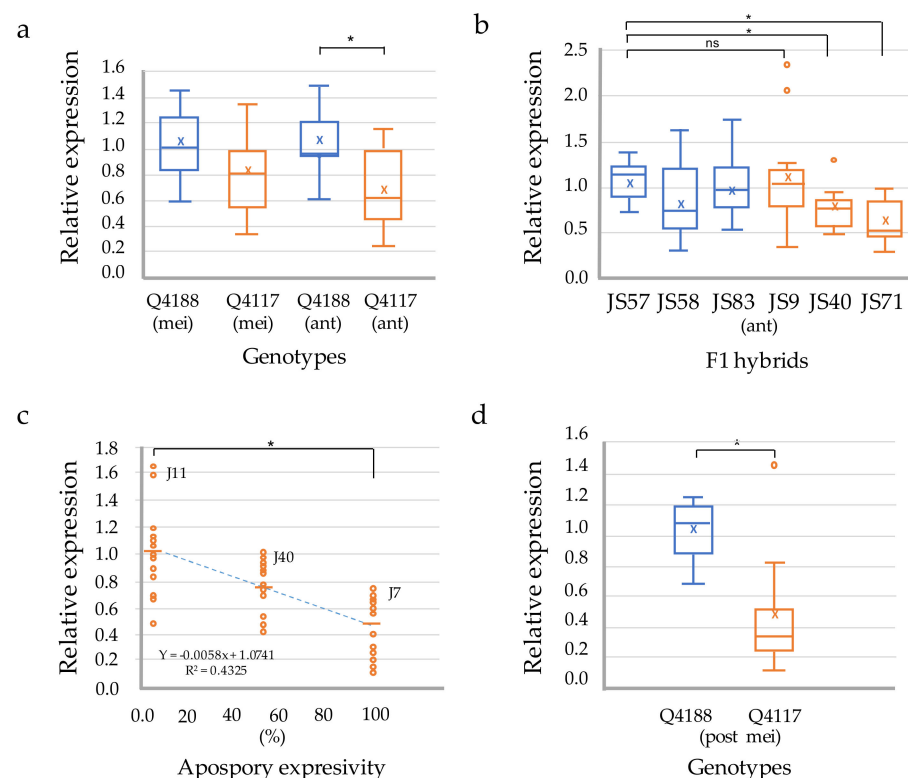 a
Relative expression
1.6
1.4
1.2
1.0
0.8
0.6
0.4
0.2
0.0
*
Q4188 Q4117 Q4188 Q4117
(mei) (mei) (ant) (ant)
Genotypes
b
Relative expression
2.5
2.0
1.5
1.0
0.5
0.0
*
*
ns
JS57 JS58 JS83 JS9 JS40 JS71
(ant)
F1 hybrids
c
Relative expression
1.8
1.6
1.4
1.2
1.0
0.8
0.6
0.4
0.2
0.0
*
J11
J40
J7
Y = -0.0058x + 1.0741
R² = 0.4325
0.0 20 40 60 80 100
(%)
Apospory expresivity
d
Relative expression
1.6
1.4
1.2
1.0
0.8
0.6
0.4
0.2
0.0
*
Q4188 Q4117
(post mei)
Genotypes